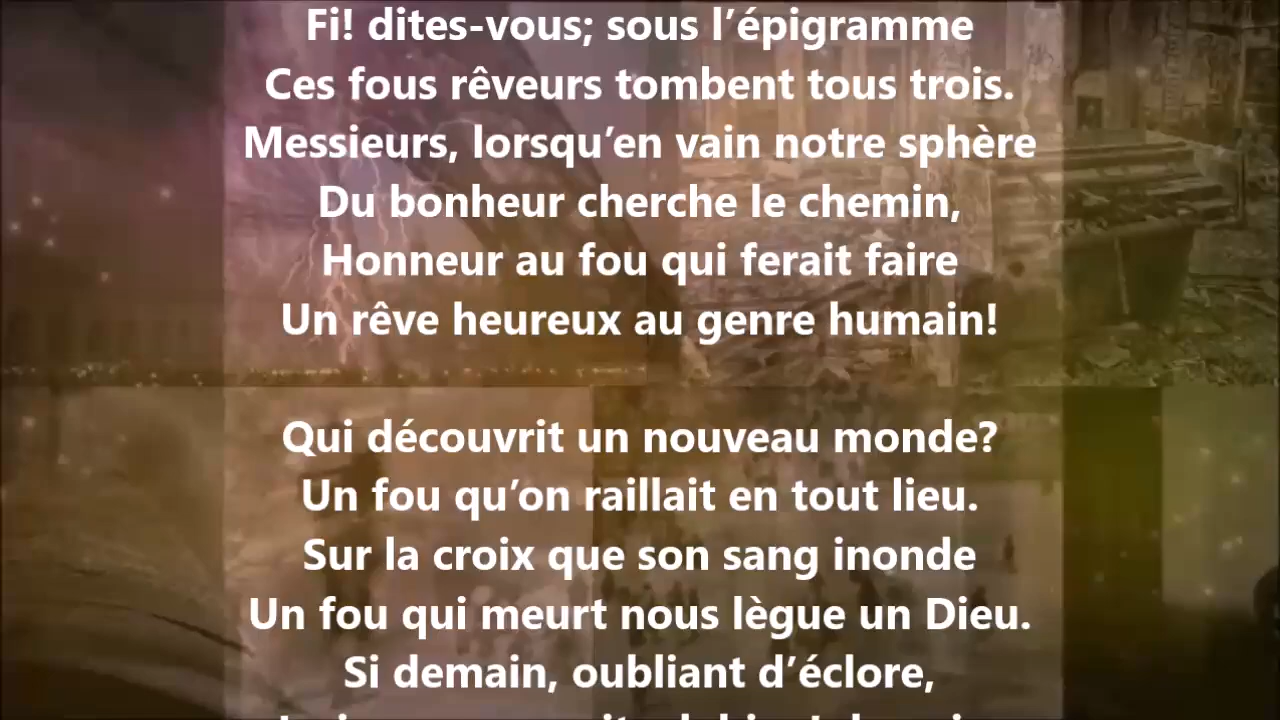 Fi! dites-vous; sous l’épigramme
Ces fous rêveurs tombent tous trois.
Messieurs, lorsqu’en vain notre sphère
Du bonheur cherche le chemin,
Honneur au fou qui ferait faire
Un rêve heureux au genre humain!
Qui découvrit un nouveau monde?
Un fou qu’on raillait en tout lieu.
Sur la croix que son sang inonde
Un fou qui meurt nous lègue un Dieu.
Si demain, oubliant d’éclore,